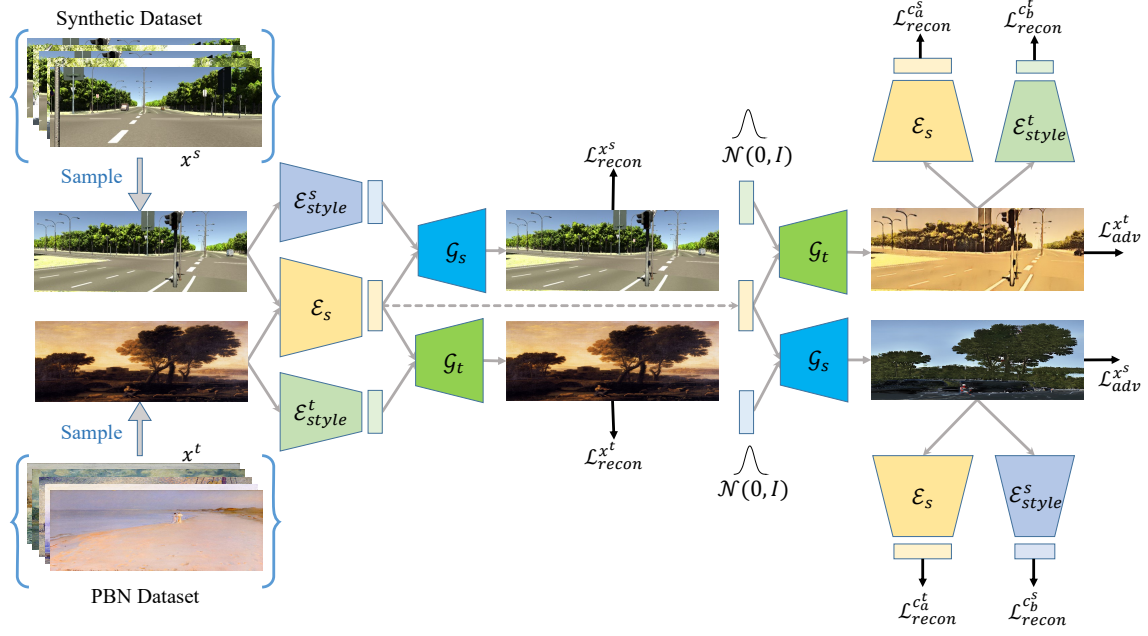 Synthetic Dataset
x^s
Sample
ℰ^s_style
ℰ_s
ℰ^t_style
Sample
x^t
PBN Dataset
𝒢_s
𝒢_t
ℒ^{x^s}_recon
ℒ^{x^t}_recon
𝒩(0, I)
𝒩(0, I)
𝒢_t
𝒢_s
ℒ^{c^s_a}_recon
ℒ^{c^t_b}_recon
ℰ_s
ℰ^t_style
ℒ^{x^t}_adv
ℒ^{x^s}_adv
ℰ_s
ℰ^s_style
ℒ^{c^t_a}_recon
ℒ^{c^s_b}_recon